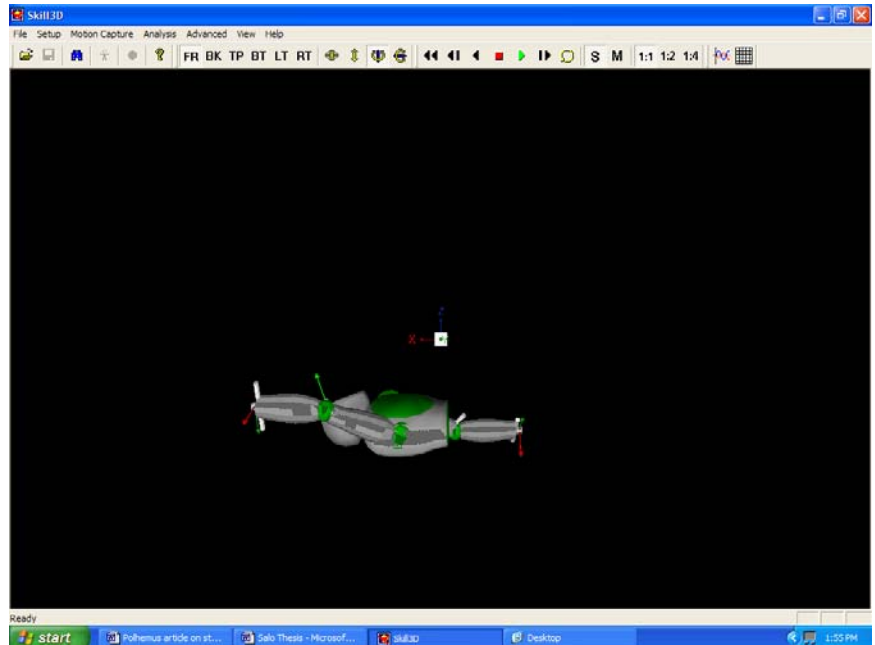 Skill3D
File Setup Motion Capture Analysis Advanced View Help
FR BK TP BT LT RT S M 1:1 1:2 1:4 f(x)
X
Ready
start Polhemus article on st... Salo Thesis - Microsof... Skill3D Desktop 1:55 PM